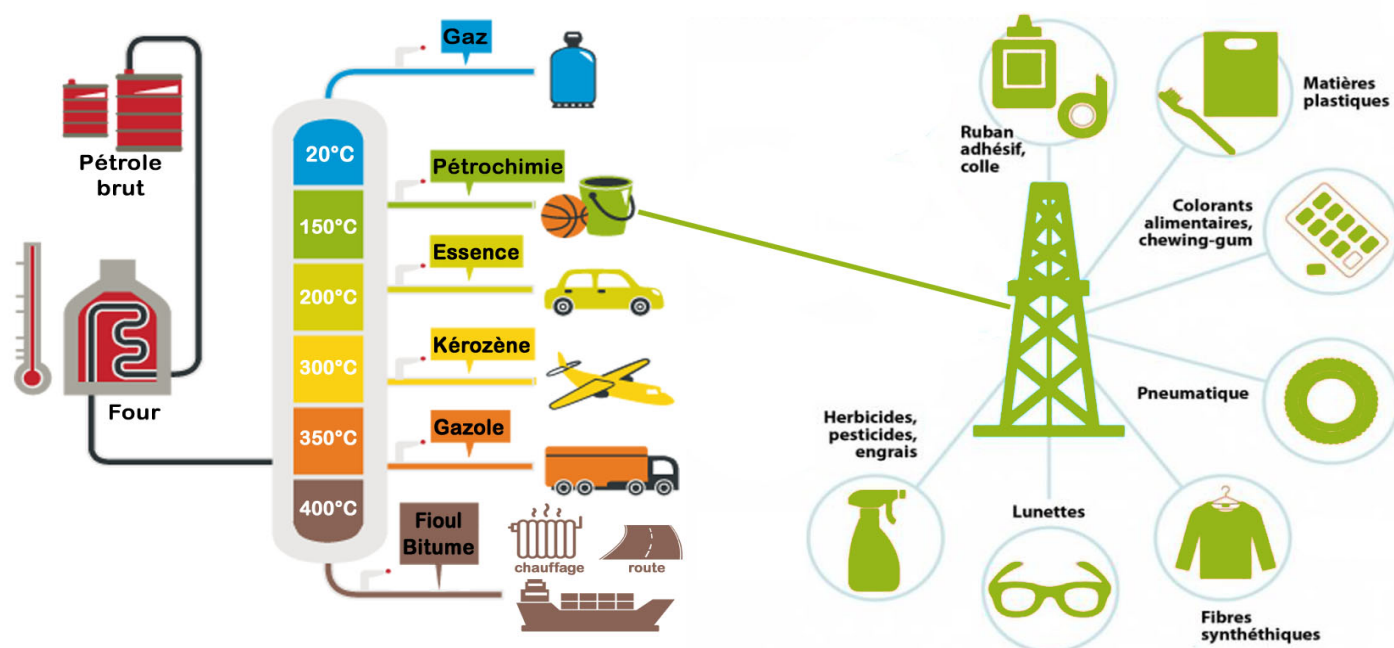 Pétrole
brut
Four
20°C
150°C
200°C
300°C
350°C
400°C
Gaz
Pétrochimie
Essence
Kérozène
Gazole
Fioul
Bitume
chauffage
route
Ruban
adhésif,
colle
Matières
plastiques
Colorants
alimentaires,
chewing-gum
Pneumatique
Herbicides,
pesticides,
engrais
Lunettes
Fibres
synthéthiques